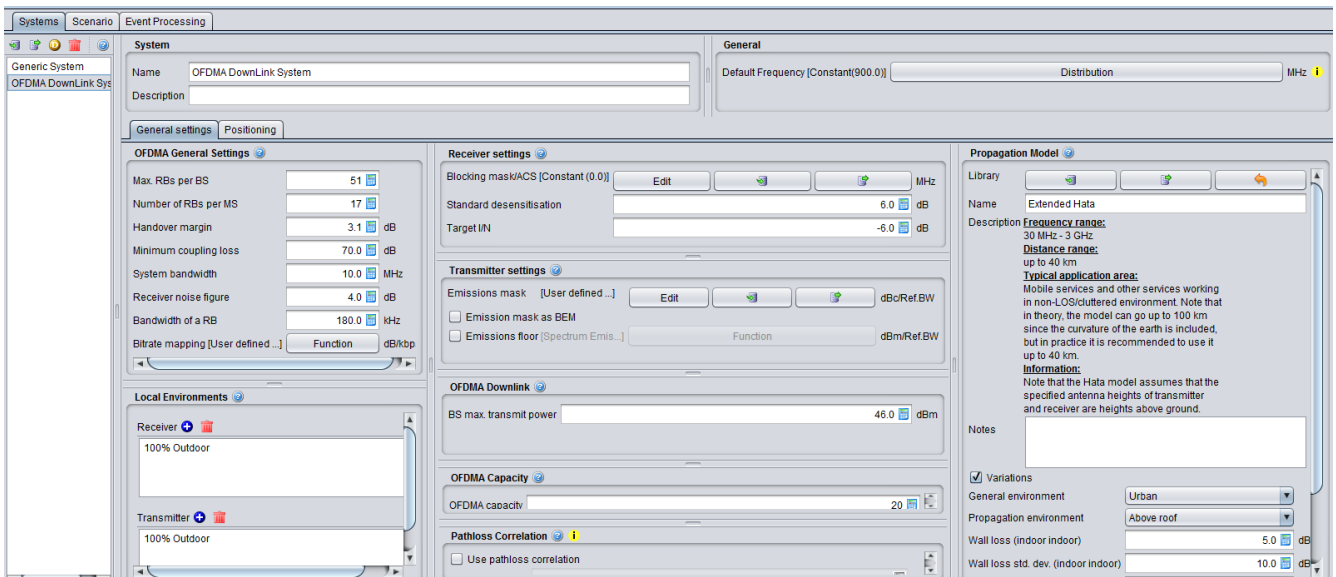 Systems Scenario Event Processing
Generic System
OFDMA DownLink Sys
System
Name OFDMA DownLink System
Description
General
Default Frequency [Constant(900.0)] Distribution MHz i
General settings Positioning
OFDMA General Settings
Max. RBs per BS 51
Number of RBs per MS 17
Handover margin 3.1 dB
Minimum coupling loss 70.0 dB
System bandwidth 10.0 MHz
Receiver noise figure 4.0 dB
Bandwidth of a RB 180.0 kHz
Bitrate mapping [User defined ...] Function dB/kbp
Local Environments
Receiver
100% Outdoor
Transmitter
100% Outdoor
Receiver settings
Blocking mask/ACS [Constant (0.0)] Edit MHz
Standard desensitisation 6.0 dB
Target I/N -6.0 dB
Transmitter settings
Emissions mask [User defined ...] Edit dBc/Ref.BW
Emission mask as BEM
Emissions floor [Spectrum Emis...] Function dBm/Ref.BW
OFDMA Downlink
BS max. transmit power 46.0 dBm
OFDMA Capacity
OFDMA capacity 20
Pathloss Correlation i
Use pathloss correlation
Propagation Model
Library
Name Extended Hata
Description Frequency range:
30 MHz - 3 GHz
Distance range:
up to 40 km
Typical application area:
Mobile services and other services working
in non-LOS/cluttered environment. Note that
in theory, the model can go up to 100 km
since the curvature of the earth is included,
but in practice it is recommended to use it
up to 40 km.
Information:
Note that the Hata model assumes that the
specified antenna heights of transmitter
and receiver are heights above ground.
Notes
Variations
General environment Urban
Propagation environment Above roof
Wall loss (indoor indoor) 5.0 dB
Wall loss std. dev. (indoor indoor) 10.0 dB